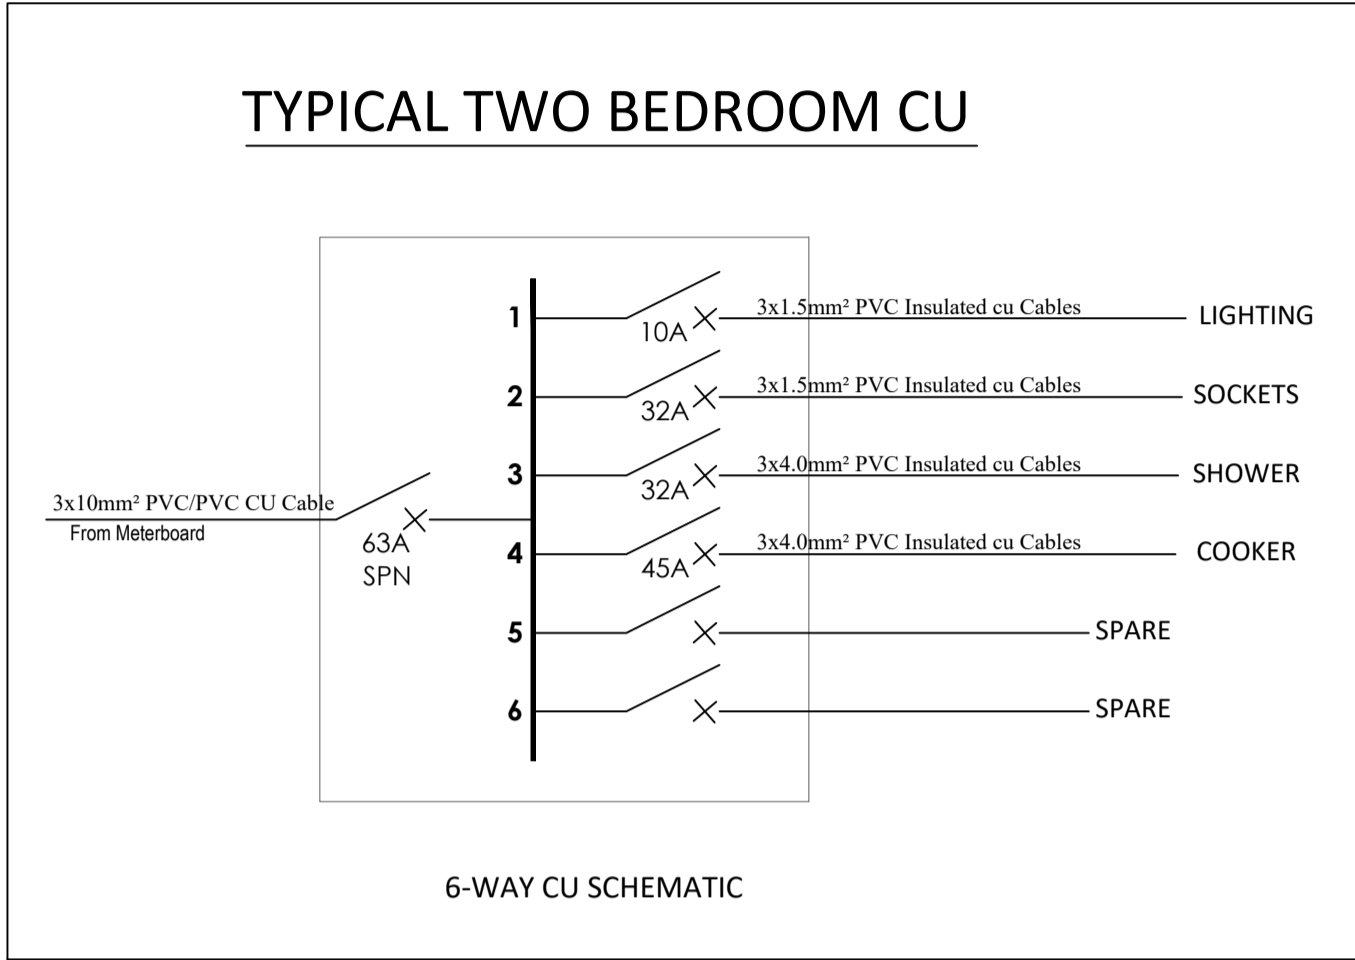 TYPICAL TWO BEDROOM CU
1
10A
3x1.5mm² PVC Insulated cu Cables
LIGHTING
2
32A
3x1.5mm² PVC Insulated cu Cables
SOCKETS
3
32A
3x4.0mm² PVC Insulated cu Cables
SHOWER
3x10mm² PVC/PVC CU Cable
From Meterboard
63A
SPN
4
45A
3x4.0mm² PVC Insulated cu Cables
COOKER
5
SPARE
6
SPARE
6-WAY CU SCHEMATIC